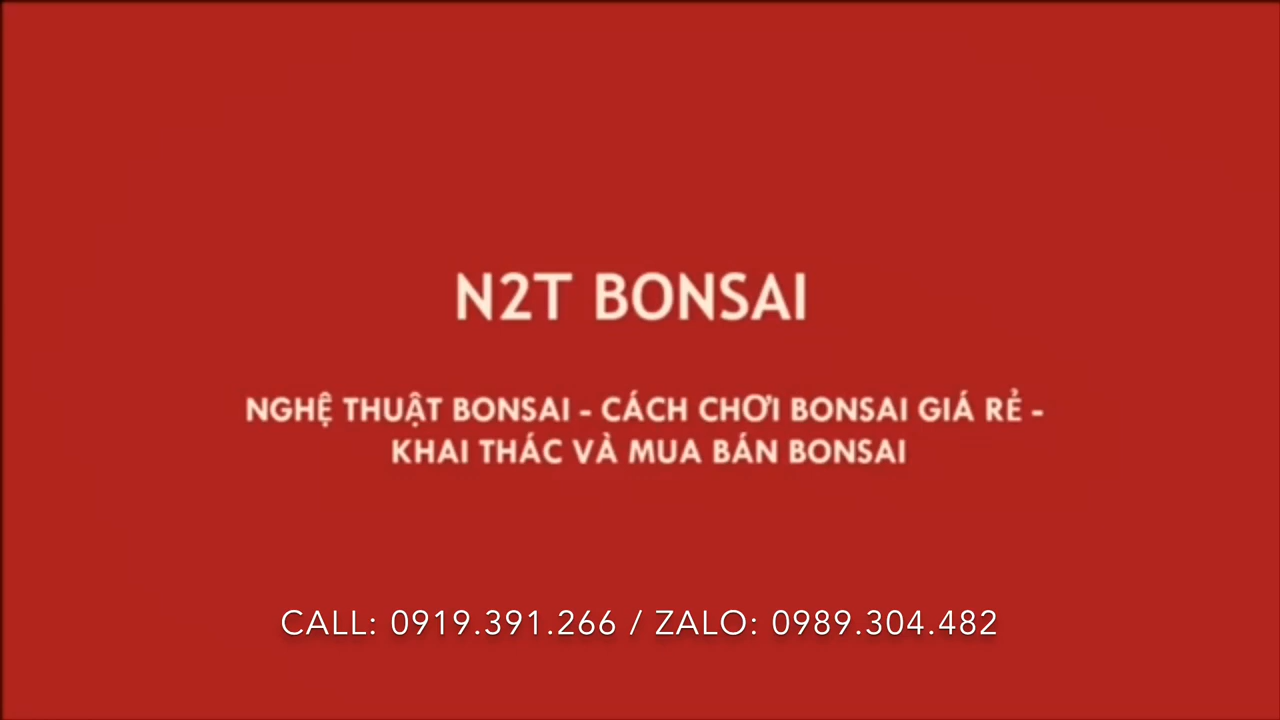 N2T BONSAI
NGHỆ THUẬT BONSAI - CÁCH CHƠI BONSAI GIÁ RẺ -
KHAI THÁC VÀ MUA BÁN BONSAI
CALL: 0919.391.266 / ZALO: 0989.304.482